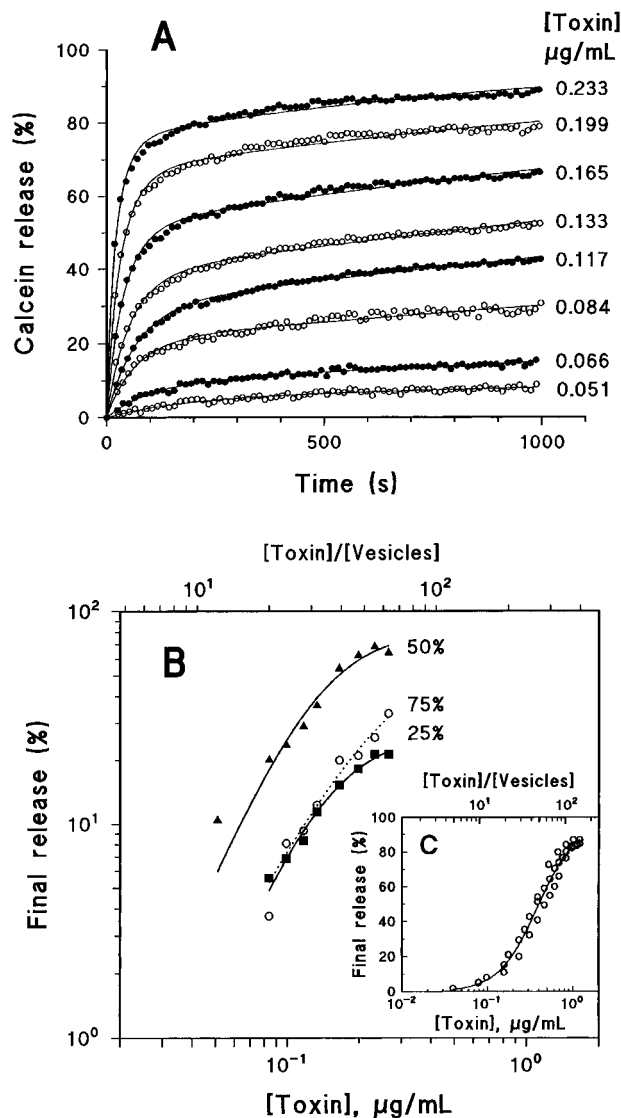 A
[Toxin]
µg/mL
100
80
60
40
20
0
Calcein release (%)
0.233
0.199
0.165
0.133
0.117
0.084
0.066
0.051
0
500
1000
Time (s)
[Toxin]/[Vesicles]
10¹
10²
B
10²
10¹
10⁰
Final release (%)
50%
75%
25%
10⁻¹
10⁰
[Toxin], µg/mL
[Toxin]/[Vesicles]
10
100
C
100
80
60
40
20
0
Final release (%)
10⁻²
10⁻¹
10⁰
[Toxin], µg/mL